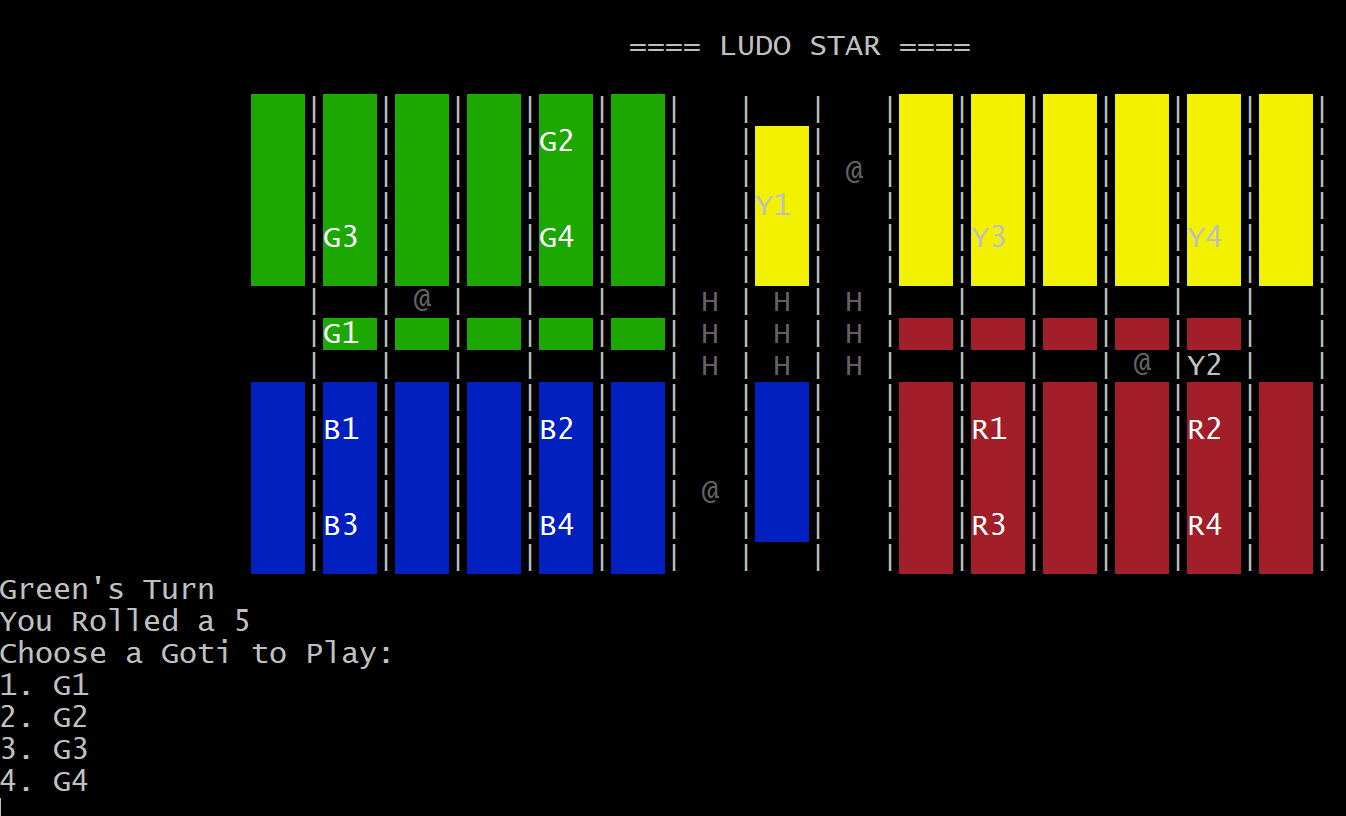 ==== LUDO STAR ====
G2
@
Y1
G3 G4 Y3 Y4
@ H H H
G1 H H H
H H H @ Y2
B1 B2 R1 R2
@
B3 B4 R3 R4
Green's Turn
You Rolled a 5
Choose a Goti to Play:
1. G1
2. G2
3. G3
4. G4